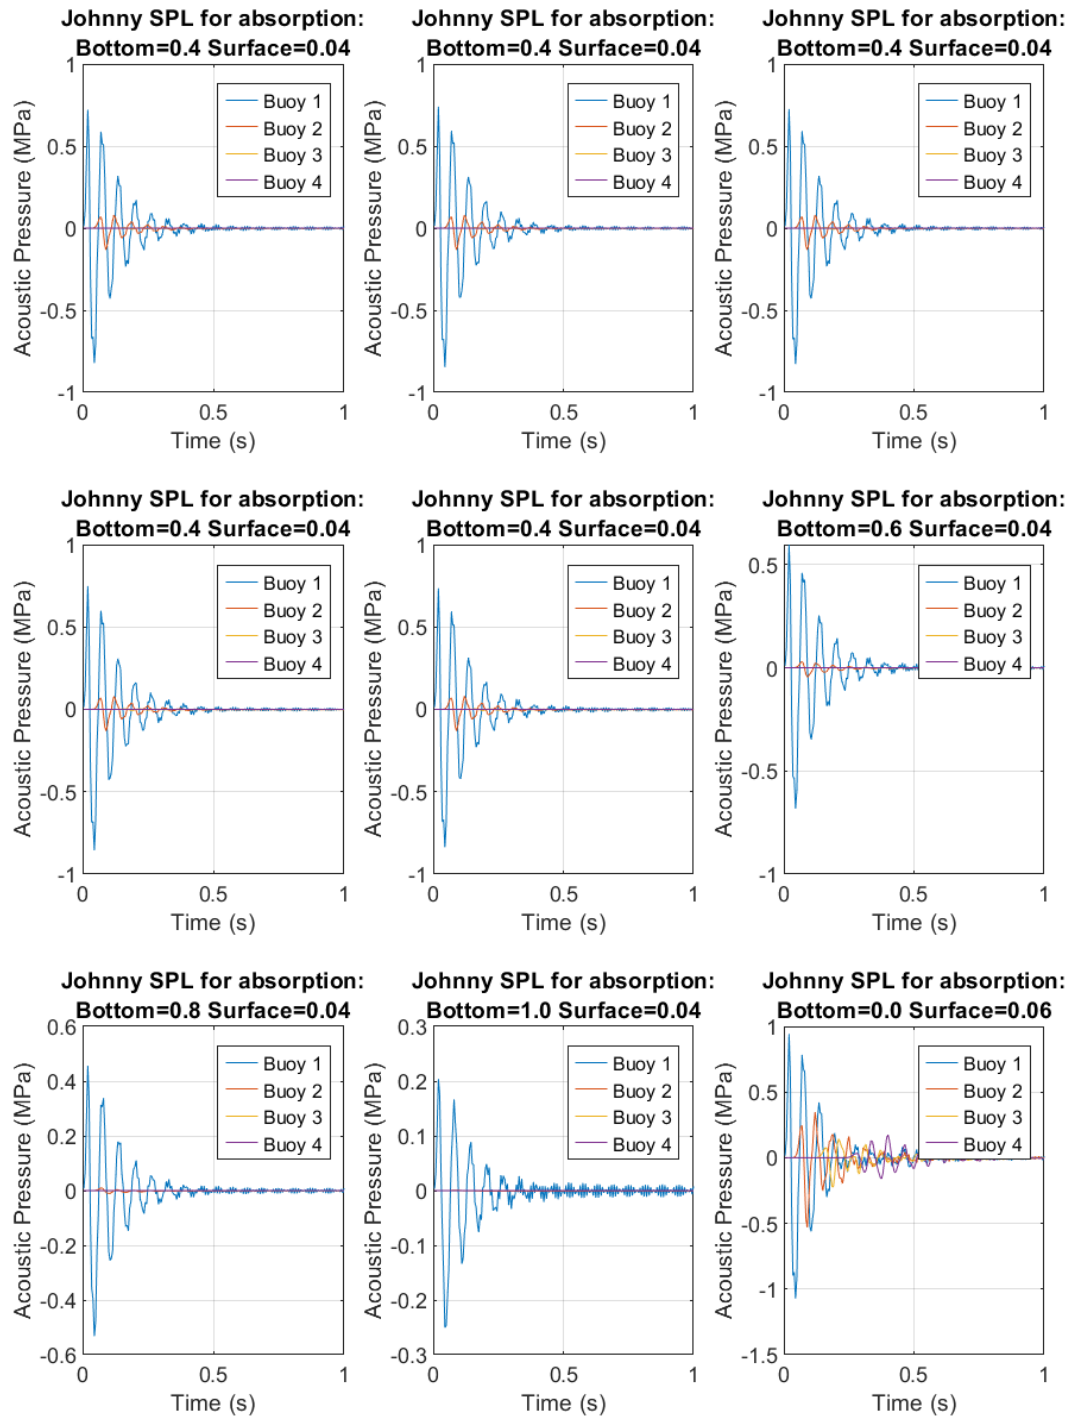 Johnny SPL for absorption:
Bottom=0.4 Surface=0.04
1
0.5
0
-0.5
-1
Acoustic Pressure (MPa)
Buoy 1
Buoy 2
Buoy 3
Buoy 4
0 0.5 1
Time (s)
Johnny SPL for absorption:
Bottom=0.4 Surface=0.04
1
0.5
0
-0.5
-1
Acoustic Pressure (MPa)
Buoy 1
Buoy 2
Buoy 3
Buoy 4
0 0.5 1
Time (s)
Johnny SPL for absorption:
Bottom=0.4 Surface=0.04
1
0.5
0
-0.5
-1
Acoustic Pressure (MPa)
Buoy 1
Buoy 2
Buoy 3
Buoy 4
0 0.5 1
Time (s)
Johnny SPL for absorption:
Bottom=0.4 Surface=0.04
1
0.5
0
-0.5
-1
Acoustic Pressure (MPa)
Buoy 1
Buoy 2
Buoy 3
Buoy 4
0 0.5 1
Time (s)
Johnny SPL for absorption:
Bottom=0.4 Surface=0.04
1
0.5
0
-0.5
-1
Acoustic Pressure (MPa)
Buoy 1
Buoy 2
Buoy 3
Buoy 4
0 0.5 1
Time (s)
Johnny SPL for absorption:
Bottom=0.6 Surface=0.04
0.5
0
-0.5
-1
Acoustic Pressure (MPa)
Buoy 1
Buoy 2
Buoy 3
Buoy 4
0 0.5 1
Time (s)
Johnny SPL for absorption:
Bottom=0.8 Surface=0.04
0.6
0.4
0.2
0
-0.2
-0.4
-0.6
Acoustic Pressure (MPa)
Buoy 1
Buoy 2
Buoy 3
Buoy 4
0 0.5 1
Time (s)
Johnny SPL for absorption:
Bottom=1.0 Surface=0.04
0.3
0.2
0.1
0
-0.1
-0.2
-0.3
Acoustic Pressure (MPa)
Buoy 1
Buoy 2
Buoy 3
Buoy 4
0 0.5 1
Time (s)
Johnny SPL for absorption:
Bottom=0.0 Surface=0.06
1
0.5
0
-0.5
-1
-1.5
Acoustic Pressure (MPa)
Buoy 1
Buoy 2
Buoy 3
Buoy 4
0 0.5 1
Time (s)